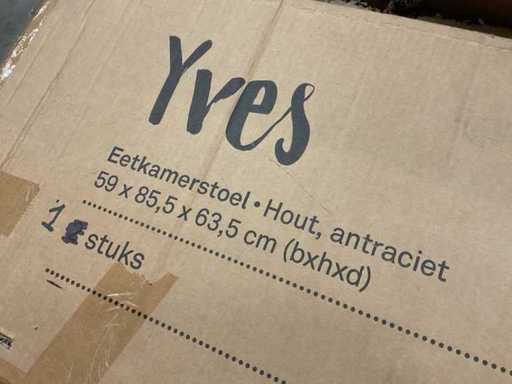 Yves
Eetkamerstoel • Hout, antraciet
59 x 85,5 x 63,5 cm (bxhxd)
1 stuks